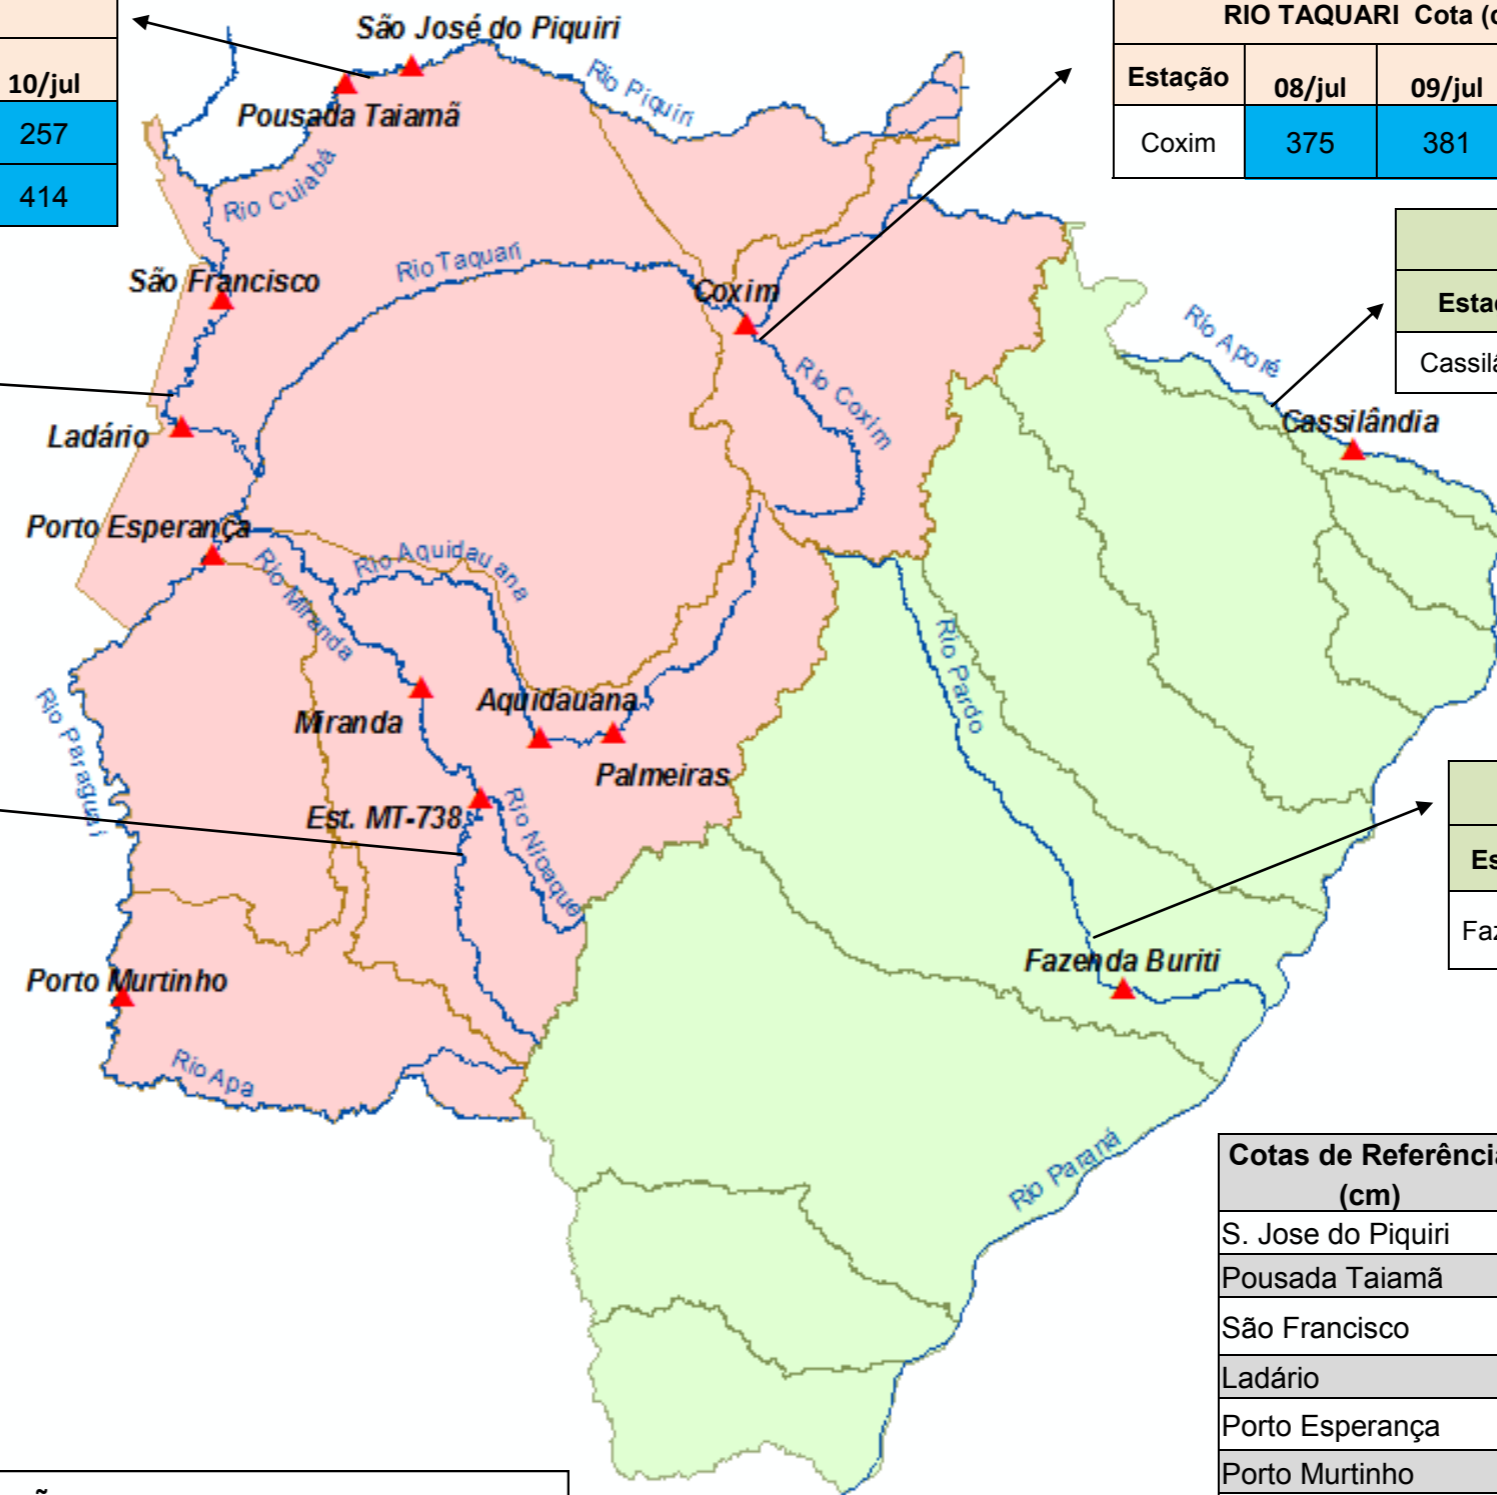 10/jul
257
414
RIO TAQUARI Cota (c
Estação 08/jul 09/jul
Coxim 375 381
São José do Piquiri
Pousada Taiamã
Rio Piquiri
Rio Cuiabá
São Francisco
Rio Taquari
Coxim
Rio Coxim
Ladário
Rio Aporé
Cassilândia
Esta
Cassilâ
Porto Esperança
Rio Miranda
Rio Aquidauana
Rio Paraguai
Miranda
Aquidauana
Palmeiras
Est. MT-738
Rio Nioaque
Rio Pardo
Es
Faz
Fazenda Buriti
Porto Murtinho
Rio Apa
Rio Paraná
Cotas de Referência
(cm)
S. Jose do Piquiri
Pousada Taiamã
São Francisco
Ladário
Porto Esperança
Porto Murtinho